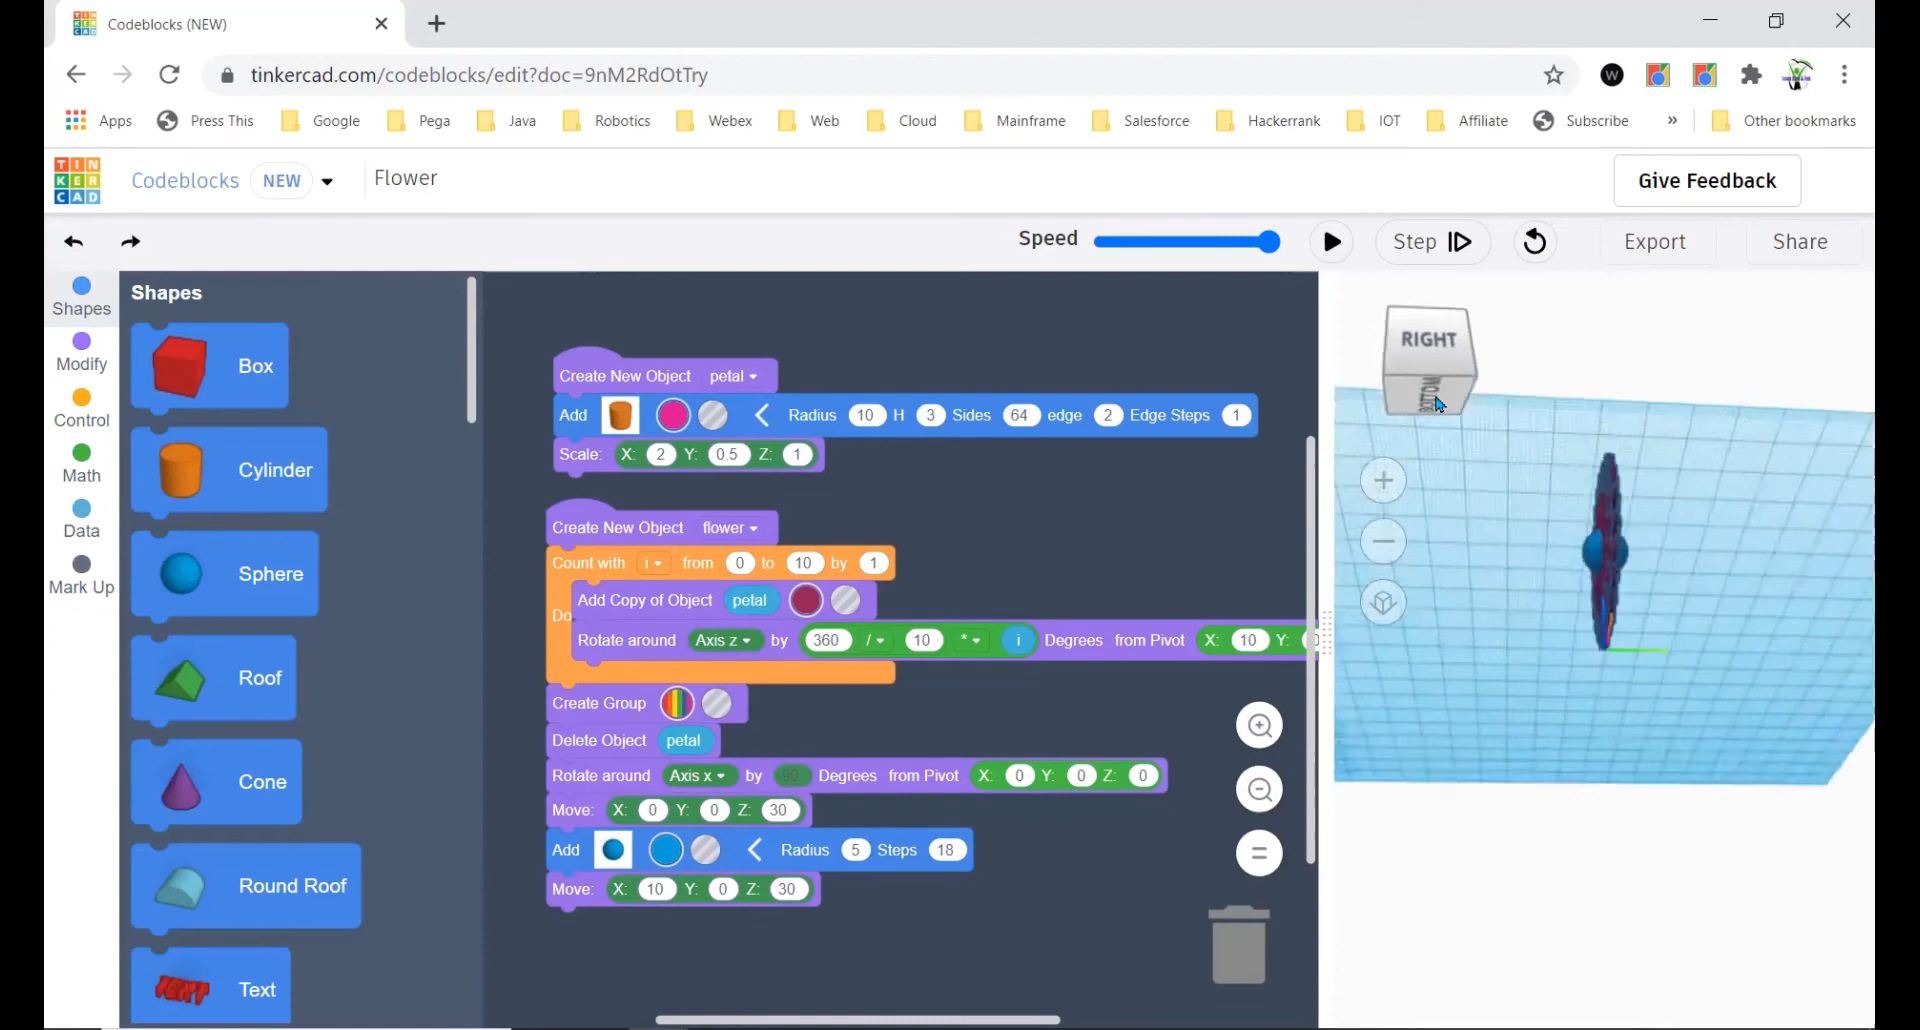 Codeblocks (NEW)
tinkercad.com/codeblocks/edit?doc=9nM2RdOtTry
W
Apps Press This Google Pega Java Robotics Webex Web Cloud Mainframe Salesforce Hackerrank IOT Affiliate Subscribe » Other bookmarks
TIN
KER
CAD
Codeblocks NEW Flower
Give Feedback
Speed Step Export Share
Shapes
Modify
Control
Math
Data
Mark Up
Shapes
Box
Cylinder
Sphere
Roof
Cone
Round Roof
Text
Create New Object petal
Add Radius 10 H 3 Sides 64 edge 2 Edge Steps 1
Scale: X: 2 Y: 0.5 Z: 1
Create New Object flower
Count with i from 0 to 10 by 1
Do
Add Copy of Object petal
Rotate around Axis z by 360 / 10 * i Degrees from Pivot X: 10 Y:
Create Group
Delete Object petal
Rotate around Axis x by 90 Degrees from Pivot X: 0 Y: 0 Z: 0
Move: X: 0 Y: 0 Z: 30
Add Radius 5 Steps 18
Move: X: 10 Y: 0 Z: 30
RIGHT
BOTTOM